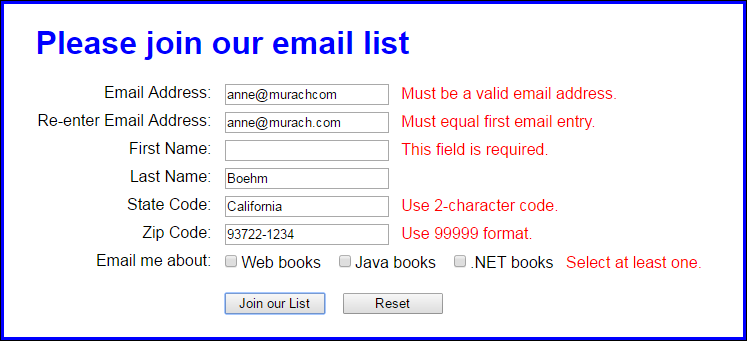 Please join our email list
Email Address: anne@murachcom Must be a valid email address.
Re-enter Email Address: anne@murach.com Must equal first email entry.
First Name: This field is required.
Last Name: Boehm
State Code: California Use 2-character code.
Zip Code: 93722-1234 Use 99999 format.
Email me about: Web books Java books .NET books Select at least one.
Join our List Reset